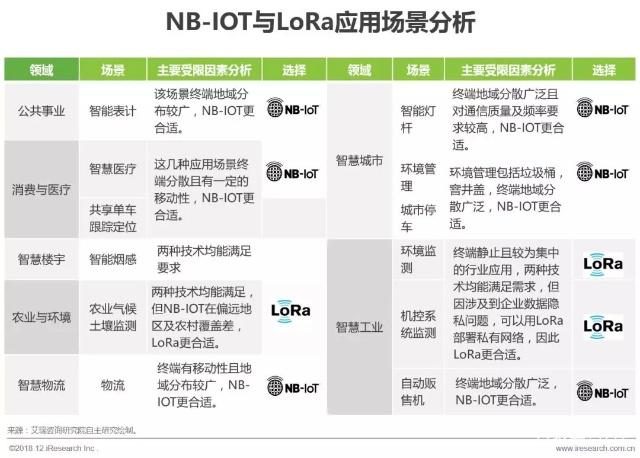 NB-IOT与LoRa应用场景分析
领域 场景 主要受限因素分析 选择
公共事业 智能表计
该场景终端地域分
布较广，NB-IOT更
合适。
NB-IoT
消费与医疗
智慧医疗
共享单车
跟踪定位
这几种应用场景终
端分散且有一定的
移动性，NB-IOT更
合适。
NB-IoT
智慧楼宇 智能烟感
两种技术均能满足
要求
农业与环境
农业气候
土壤监测
两种技术均能满足，
但NB-IOT在偏远地
区及农村覆盖差，
LoRa更合适。
LoRa
智慧物流 物流
终端有移动性且地
域分布较广，NB-
IOT更合适。
NB-IoT
领域 场景 主要受限因素分析 选择
智慧城市
智能灯
杆
终端地域分散广泛且
对通信质量及频率要
求较高，NB-IOT更
合适。
NB-IoT
环境管
理
城市停
车
环境管理包括垃圾桶，
窨井盖，终端地域分
散广泛，NB-IOT更
合适。
NB-IoT
智慧工业
环境监
测
机控系
统监测
终端静止且较为集中
的行业应用，两种技
术均能满足需求，但
因涉及到企业数据隐
私问题，可以用LoRa
部署私有网络，因此
LoRa更合适。
LoRa
LoRa
自动贩
售机
终端地域分散广泛，
NB-IOT更合适。
NB-IoT
来源：艾瑞咨询研究院自主研究绘制。
©2018.12 iResearch Inc.
www.iresearch.com.cn